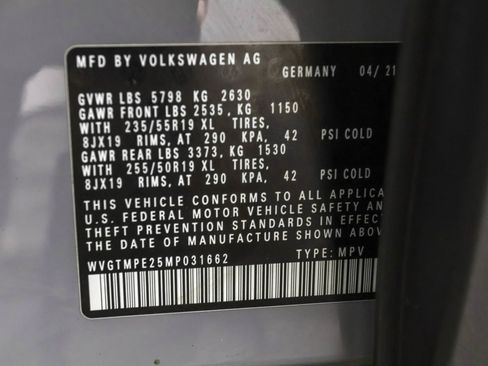 MFD BY VOLKSWAGEN AG
GERMANY 04/ 21
GVWR LBS 5798 KG 2630
GAWR FRONT LBS 2535, KG 1150
WITH 235/55R19 XL TIRES,
8JX19 RIMS, AT 290 KPA, 42 PSI COLD
GAWR REAR LBS 3373, KG 1530
WITH 255/50R19 XL TIRES,
8JX19 RIMS, AT 290 KPA, 42 PSI COLD
THIS VEHICLE CONFORMS TO ALL APPLICA
U.S. FEDERAL MOTOR VEHICLE SAFETY AN
THEFT PREVENTION STANDARDS IN EFFECT
THE DATE OF MANUFACTURE SHOWN ABOVE
WVGTMPE25MP031662 TYPE: MPV